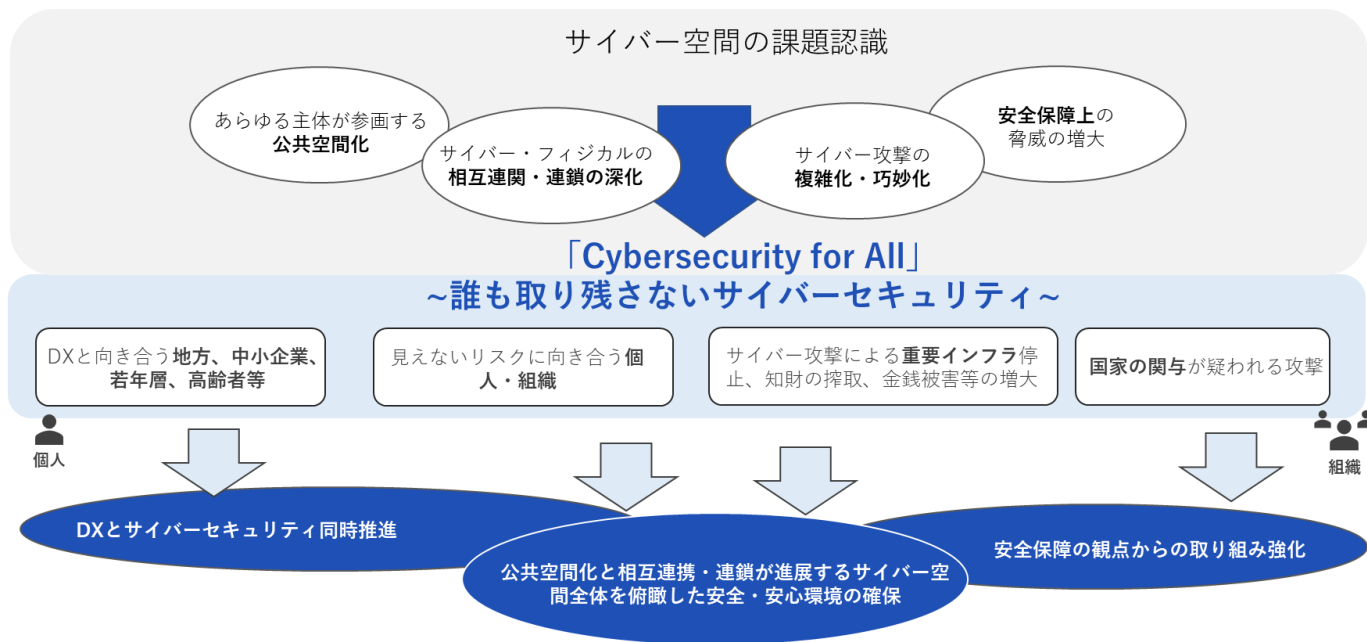 サイバー空間の課題認識
あらゆる主体が参画する
公共空間化
サイバー・フィジカルの
相互連関・連鎖の深化
サイバー攻撃の
複雑化・巧妙化
安全保障上の
脅威の増大
「Cybersecurity for All」
~誰も取り残さないサイバーセキュリティ~
DXと向き合う地方、中小企業、
若年層、高齢者等
見えないリスクに向き合う個
人・組織
サイバー攻撃による重要インフラ停
止、知財の搾取、金銭被害等の増大
国家の関与が疑われる攻撃
個人
組織
DXとサイバーセキュリティ同時推進
公共空間化と相互連携・連鎖が進展するサイバー空
間全体を俯瞰した安全・安心環境の確保
安全保障の観点からの取り組み強化